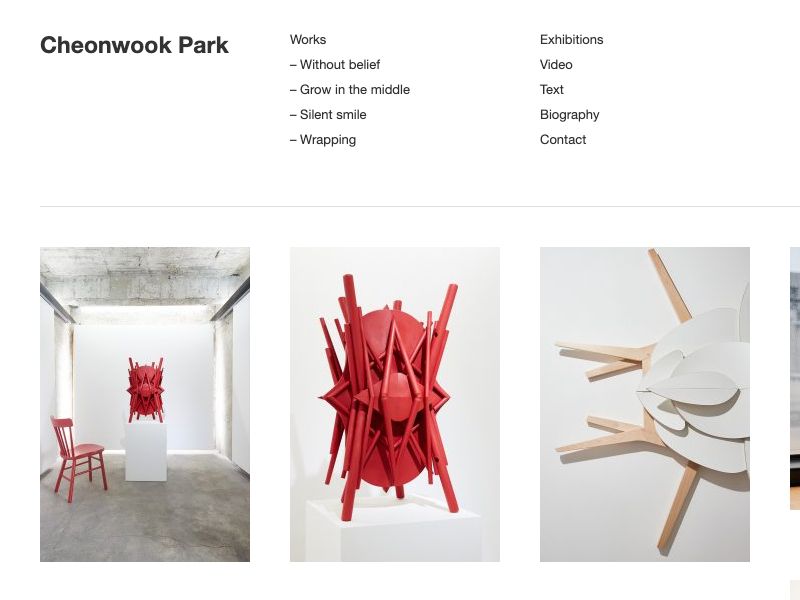 Cheonwook Park
Works
– Without belief
– Grow in the middle
– Silent smile
– Wrapping
Exhibitions
Video
Text
Biography
Contact